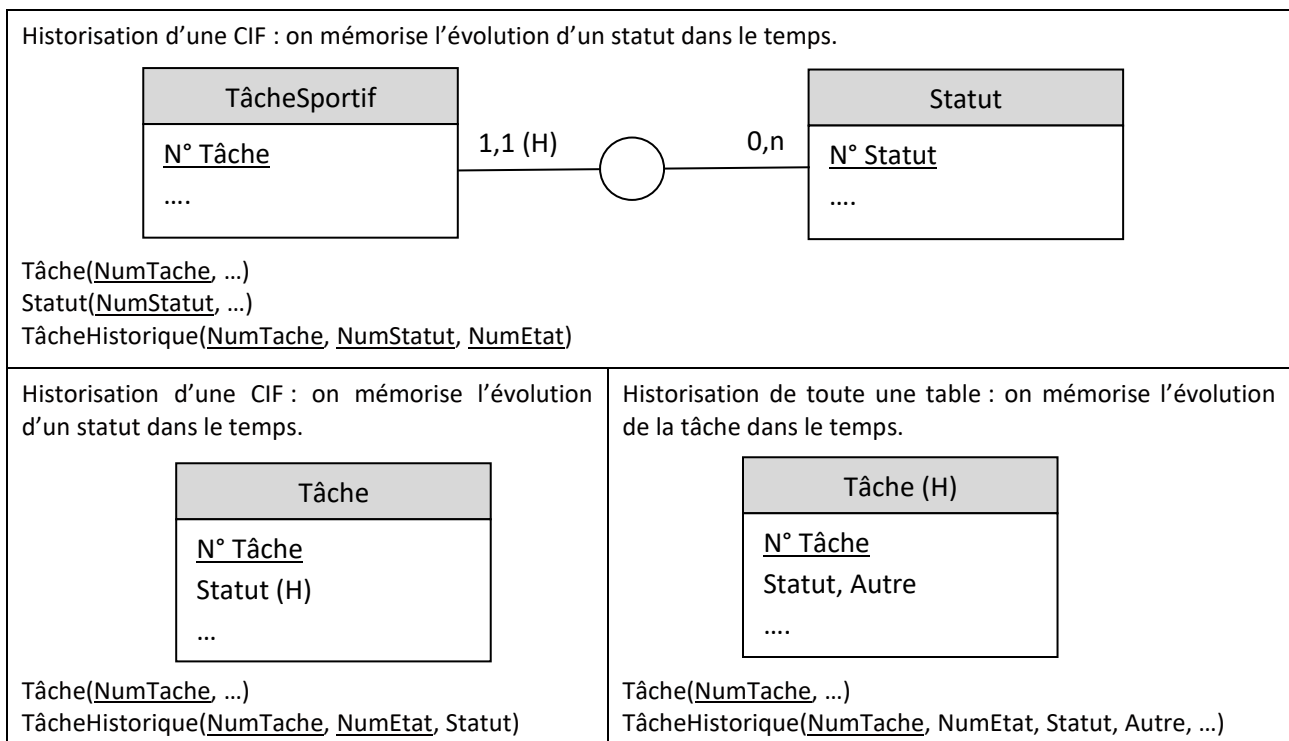 Historisation d’une CIF : on mémorise l’évolution d’un statut dans le temps.
TâcheSportif
N° Tâche
….
1,1 (H)
0,n
Statut
N° Statut
….
Tâche(NumTache, …)
Statut(NumStatut, …)
TâcheHistorique(NumTache, NumStatut, NumEtat)
Historisation d’une CIF : on mémorise l’évolution
d’un statut dans le temps.
Tâche
N° Tâche
Statut (H)
…
Tâche(NumTache, …)
TâcheHistorique(NumTache, NumEtat, Statut)
Historisation de toute une table : on mémorise l’évolution
de la tâche dans le temps.
Tâche (H)
N° Tâche
Statut, Autre
….
Tâche(NumTache, …)
TâcheHistorique(NumTache, NumEtat, Statut, Autre, …)